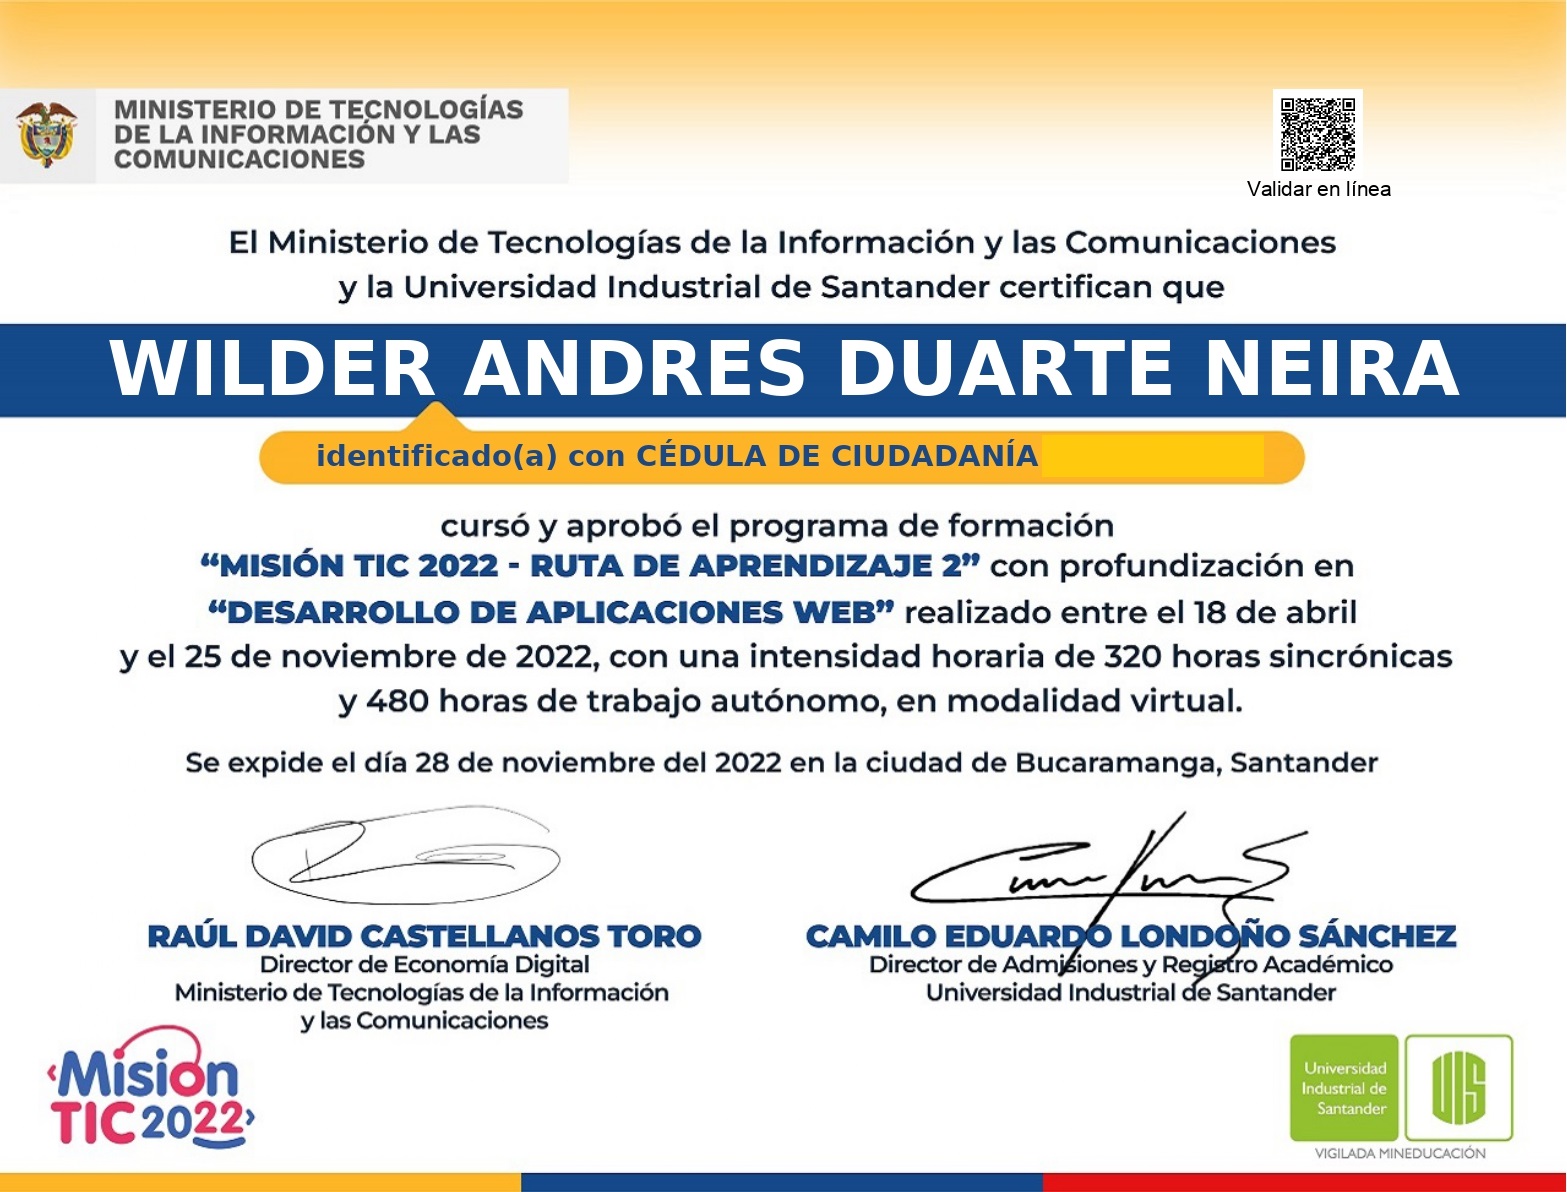 MINISTERIO DE TECNOLOGÍAS
DE LA INFORMACIÓN Y LAS
COMUNICACIONES
Validar en línea
El Ministerio de Tecnologías de la Información y las Comunicaciones
y la Universidad Industrial de Santander certifican que
WILDER ANDRES DUARTE NEIRA
identificado(a) con CÉDULA DE CIUDADANÍA
cursó y aprobó el programa de formación
“MISIÓN TIC 2022 - RUTA DE APRENDIZAJE 2” con profundización en
“DESARROLLO DE APLICACIONES WEB” realizado entre el 18 de abril
y el 25 de noviembre de 2022, con una intensidad horaria de 320 horas sincrónicas
y 480 horas de trabajo autónomo, en modalidad virtual.
Se expide el día 28 de noviembre del 2022 en la ciudad de Bucaramanga, Santander
RAÚL DAVID CASTELLANOS TORO
Director de Economía Digital
Ministerio de Tecnologías de la Información
y las Comunicaciones
CAMILO EDUARDO LONDOÑO SÁNCHEZ
Director de Admisiones y Registro Académico
Universidad Industrial de Santander
‹Misión
TIC 2022›
Universidad
Industrial de
Santander
UIS
VIGILADA MINEDUCACIÓN